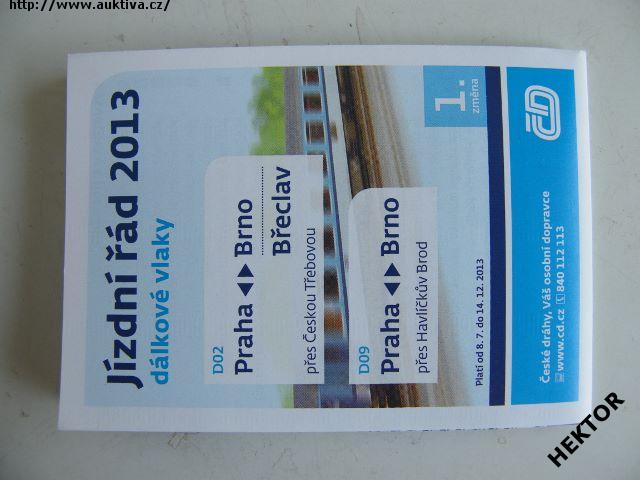 http://www.auktiva.cz/
Jízdní řád 2013
dálkové vlaky
1.
změna
D02
Praha ◄► Brno
Břeclav
přes Českou Třebovou
D09
Praha ◄► Brno
přes Havlíčkův Brod
Platí od 8. 7. do 14. 12. 2013
ČD
České dráhy, Váš osobní dopravce
www.cd.cz 840 112 113
HEKTOR